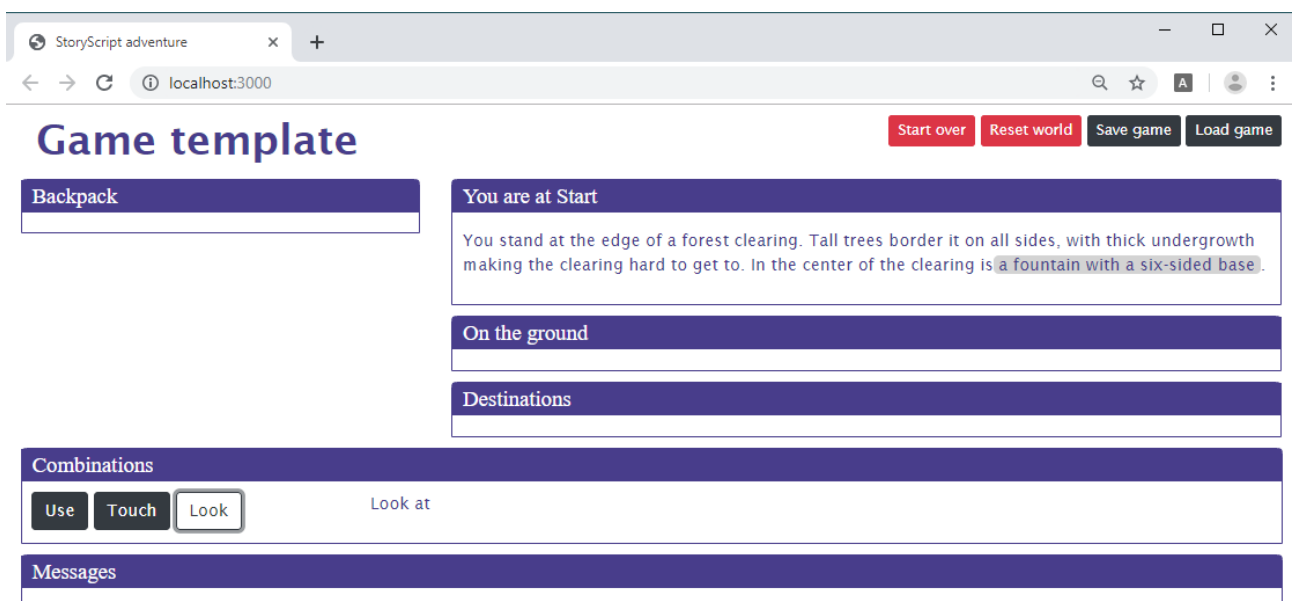 StoryScript adventure
localhost:3000
A
Game template
Start over
Reset world
Save game
Load game
Backpack
You are at Start
You stand at the edge of a forest clearing. Tall trees border it on all sides, with thick undergrowth
making the clearing hard to get to. In the center of the clearing is a fountain with a six-sided base .
On the ground
Destinations
Combinations
Use
Touch
Look
Look at
Messages